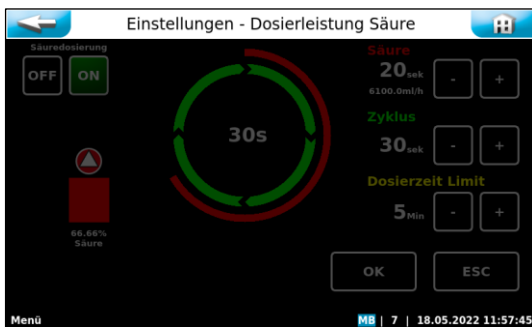 Einstellungen - Dosierleistung Säure
Säuredosierung
OFF ON
30s
66.66%
Säure
Säure
20sek
6100.0ml/h
- +
Zyklus
30sek
- +
Dosierzeit Limit
5Min
- +
OK ESC
Menü
MB | 7 | 18.05.2022 11:57:45